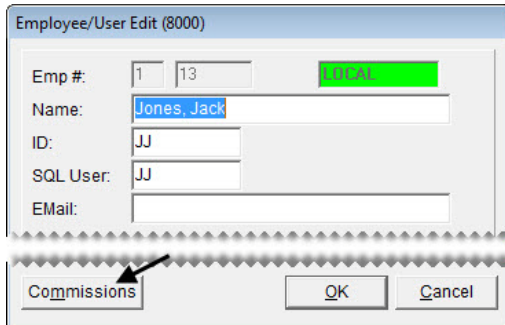 Employee/User Edit (8000)
Emp #: 1 13 LOCAL
Name: Jones, Jack
ID: JJ
SQL User: JJ
EMail:
Commissions OK Cancel